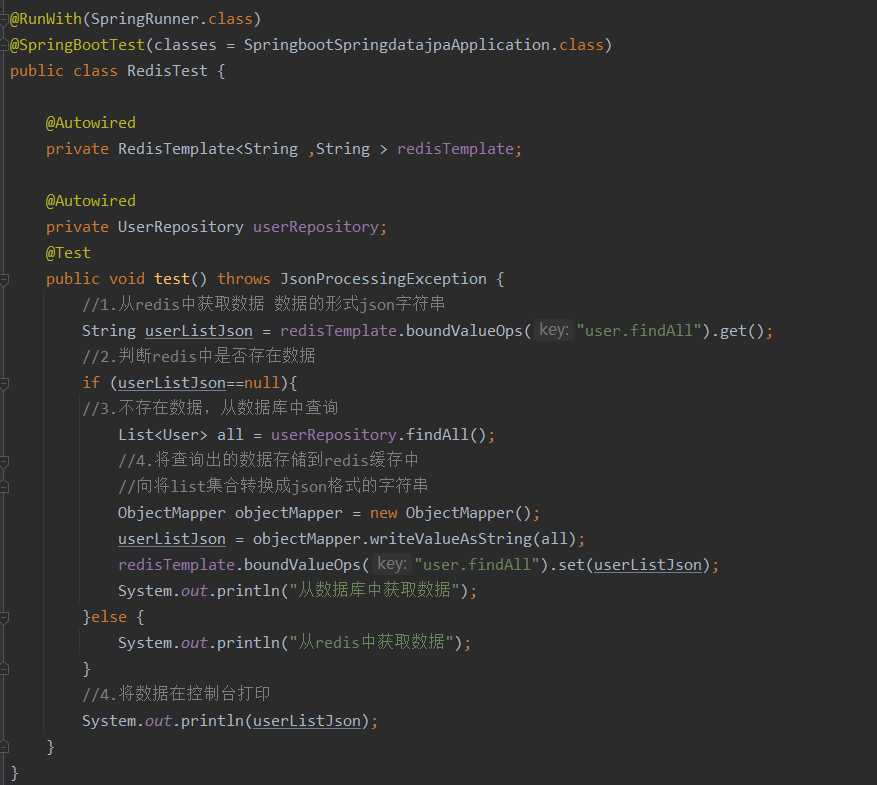 @RunWith(SpringRunner.class)
@SpringBootTest(classes = SpringbootSpringdatajpaApplication.class)
public class RedisTest {
@Autowired
private RedisTemplate<String ,String > redisTemplate;
@Autowired
private UserRepository userRepository;
@Test
public void test() throws JsonProcessingException {
//1.从redis中获取数据 数据的形式json字符串
String userListJson = redisTemplate.boundValueOps( key: "user.findAll").get();
//2.判断redis中是否存在数据
if (userListJson==null){
//3.不存在数据，从数据库中查询
List<User> all = userRepository.findAll();
//4.将查询出的数据存储到redis缓存中
//向将list集合转换成json格式的字符串
ObjectMapper objectMapper = new ObjectMapper();
userListJson = objectMapper.writeValueAsString(all);
redisTemplate.boundValueOps( key: "user.findAll").set(userListJson);
System.out.println("从数据库中获取数据");
}else {
System.out.println("从redis中获取数据");
}
//4.将数据在控制台打印
System.out.println(userListJson);
}
}